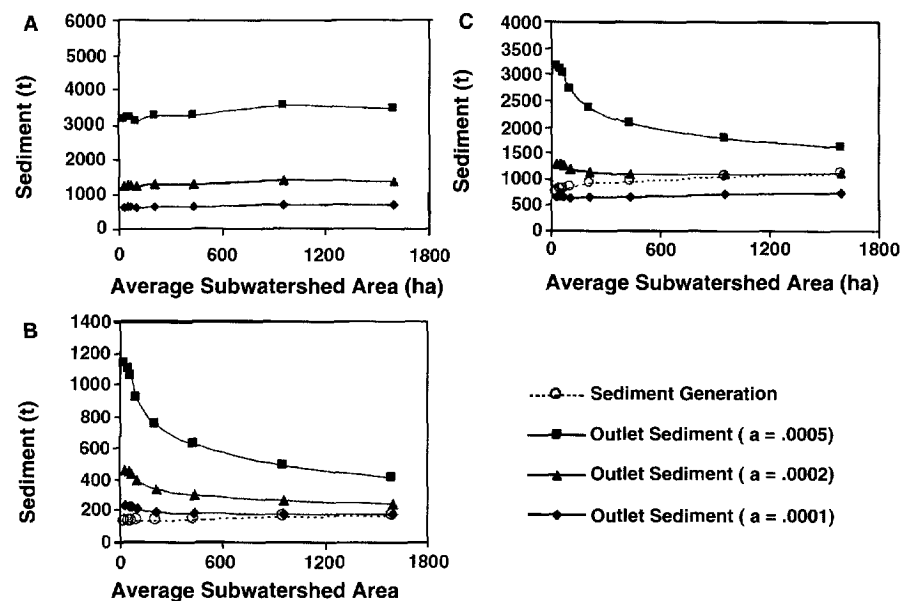 A
6000
5000
4000
3000
2000
1000
0
Sediment (t)
0 600 1200 1800
Average Subwatershed Area (ha)
C
4000
3500
3000
2500
2000
1500
1000
500
0
Sediment (t)
0 600 1200 1800
Average Subwatershed Area (ha)
B
1400
1200
1000
800
600
400
200
0
Sediment (t)
0 600 1200 1800
Average Subwatershed Area
Sediment Generation
Outlet Sediment ( a = .0005)
Outlet Sediment ( a = .0002)
Outlet Sediment ( a = .0001)